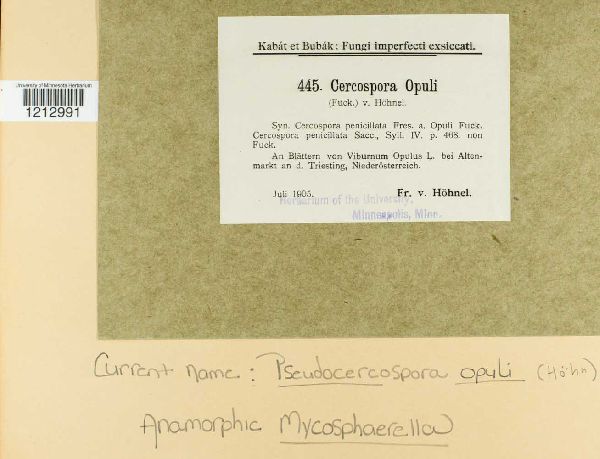 Kabát et Bubák: Fungi imperfecti exsiccati.
University of Minnesota Herbarium
1212991
445. Cercospora Opuli
(Fuck.) v. Höhnel.
Syn. Cercospora penicillata Fres. a. Opuli Fuck.
Cercospora penicillata Sacc., Syll. IV. p. 468. non
Fuck.
An Blättern von Viburnum Opulus L. bei Alten-
markt an d. Triesting, Niederösterreich.
Juli 1905. Fr. v. Höhnel.
Herbarium of the University,
Minneapolis, Minn.
Current name: Pseudocercospora opuli (Höhn)
Anamorphic Mycosphaerella